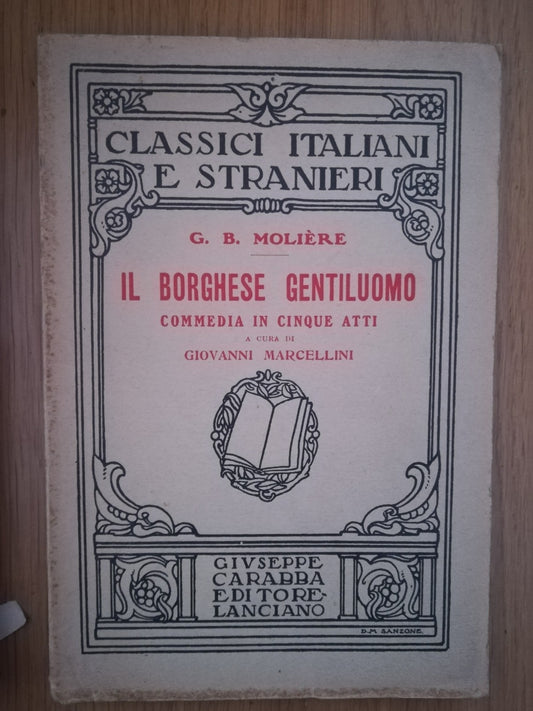 CLASSICI ITALIANI
E STRANIERI
G. B. MOLIÈRE
IL BORGHESE GENTILUOMO
COMMEDIA IN CINQUE ATTI
A CURA DI
GIOVANNI MARCELLINI
GIVSEPPE
CARABBA
EDITORE-
LANCIANO
D.M SANZONE.